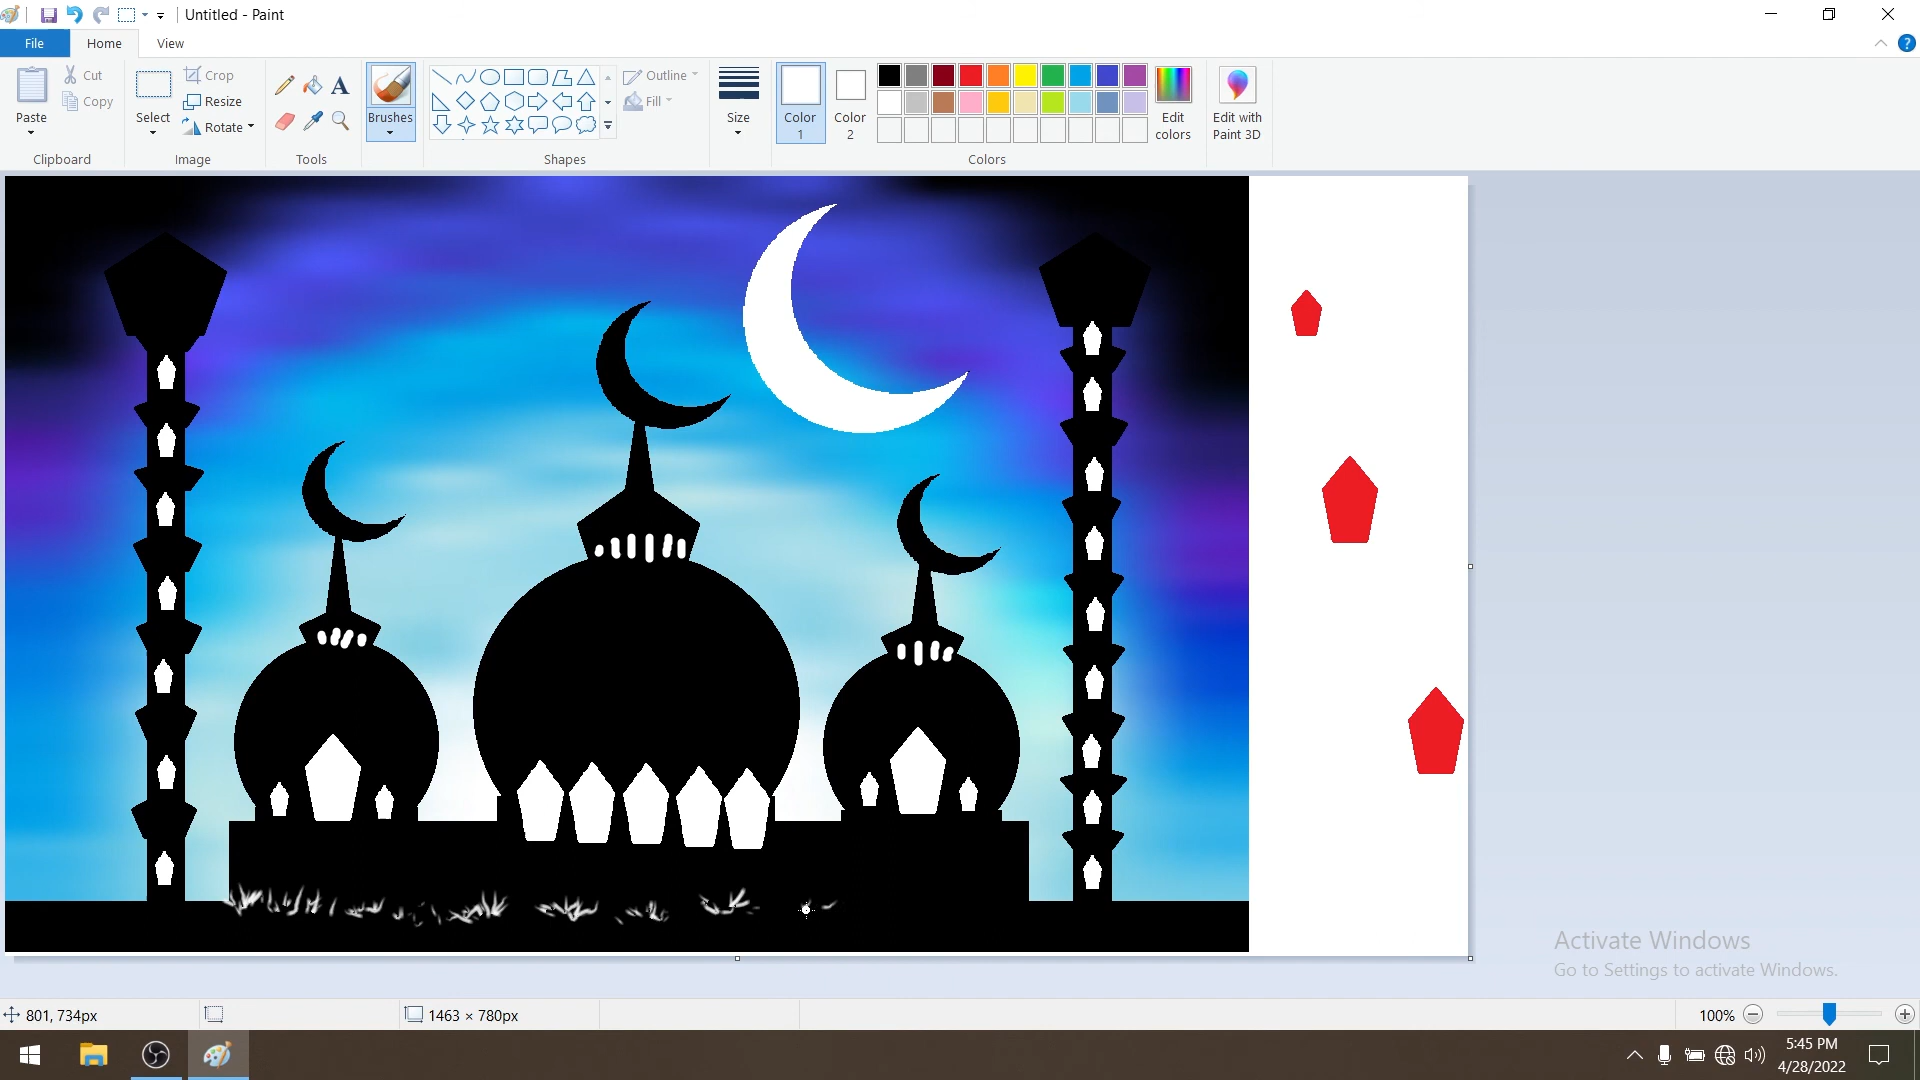 Untitled - Paint
File
Home
View
Paste
Cut
Copy
Clipboard
Select
Crop
Resize
Rotate
Image
A
Tools
Brushes
Outline
Fill
Shapes
Size
Color
1
Color
2
Edit
colors
Colors
Edit with
Paint 3D
?
Activate Windows
Go to Settings to activate Windows.
801, 734px
1463 × 780px
100%
5:45 PM
4/28/2022